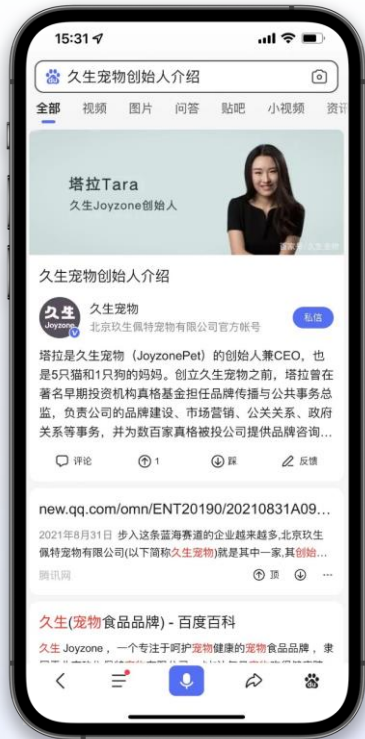 15:31
久生宠物创始人介绍
全部 视频 图片 问答 贴吧 小视频 资讯
塔拉Tara
久生Joyzone创始人
久生宠物创始人介绍
久生
Joyzone
久生宠物
北京玖生佩特宠物有限公司官方帐号
私信
塔拉是久生宠物（JoyzonePet）的创始人兼CEO，也
是5只猫和1只狗的妈妈。创立久生宠物之前，塔拉曾在
著名早期投资机构真格基金担任品牌传播与公共事务总
监，负责公司的品牌建设、市场营销、公关关系、政府
关系等事务，并为数百家真格被投公司提供品牌咨询...
评论 1 踩 反馈
new.qq.com/omn/ENT20190/20210831A09...
2021年8月31日 步入这条蓝海赛道的企业越来越多,北京玖生
佩特宠物有限公司(以下简称久生宠物)就是其中一家,其创始...
腾讯网 顶 ...
久生(宠物食品品牌) - 百度百科
久生 Joyzone ，一个专注于呵护宠物健康的宠物食品品牌 ，隶